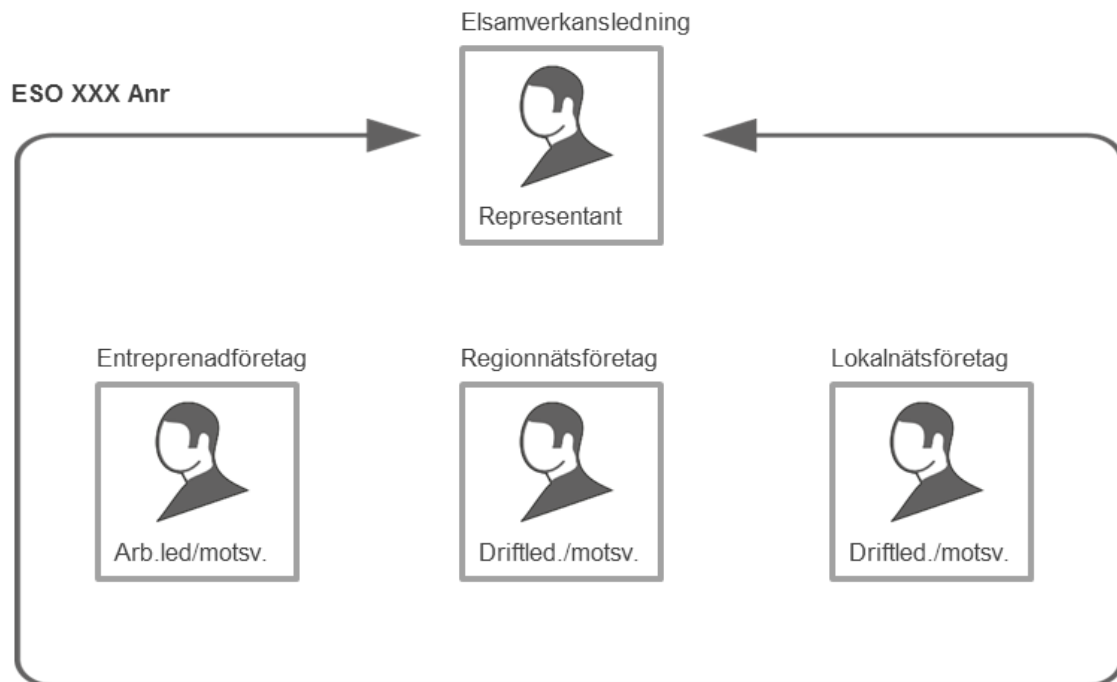 Elsamverkansledning
ESO XXX Anr
Representant
Entreprenadföretag
Regionnätsföretag
Lokalnätsföretag
Arb.led/motsv.
Driftled./motsv.
Driftled./motsv.